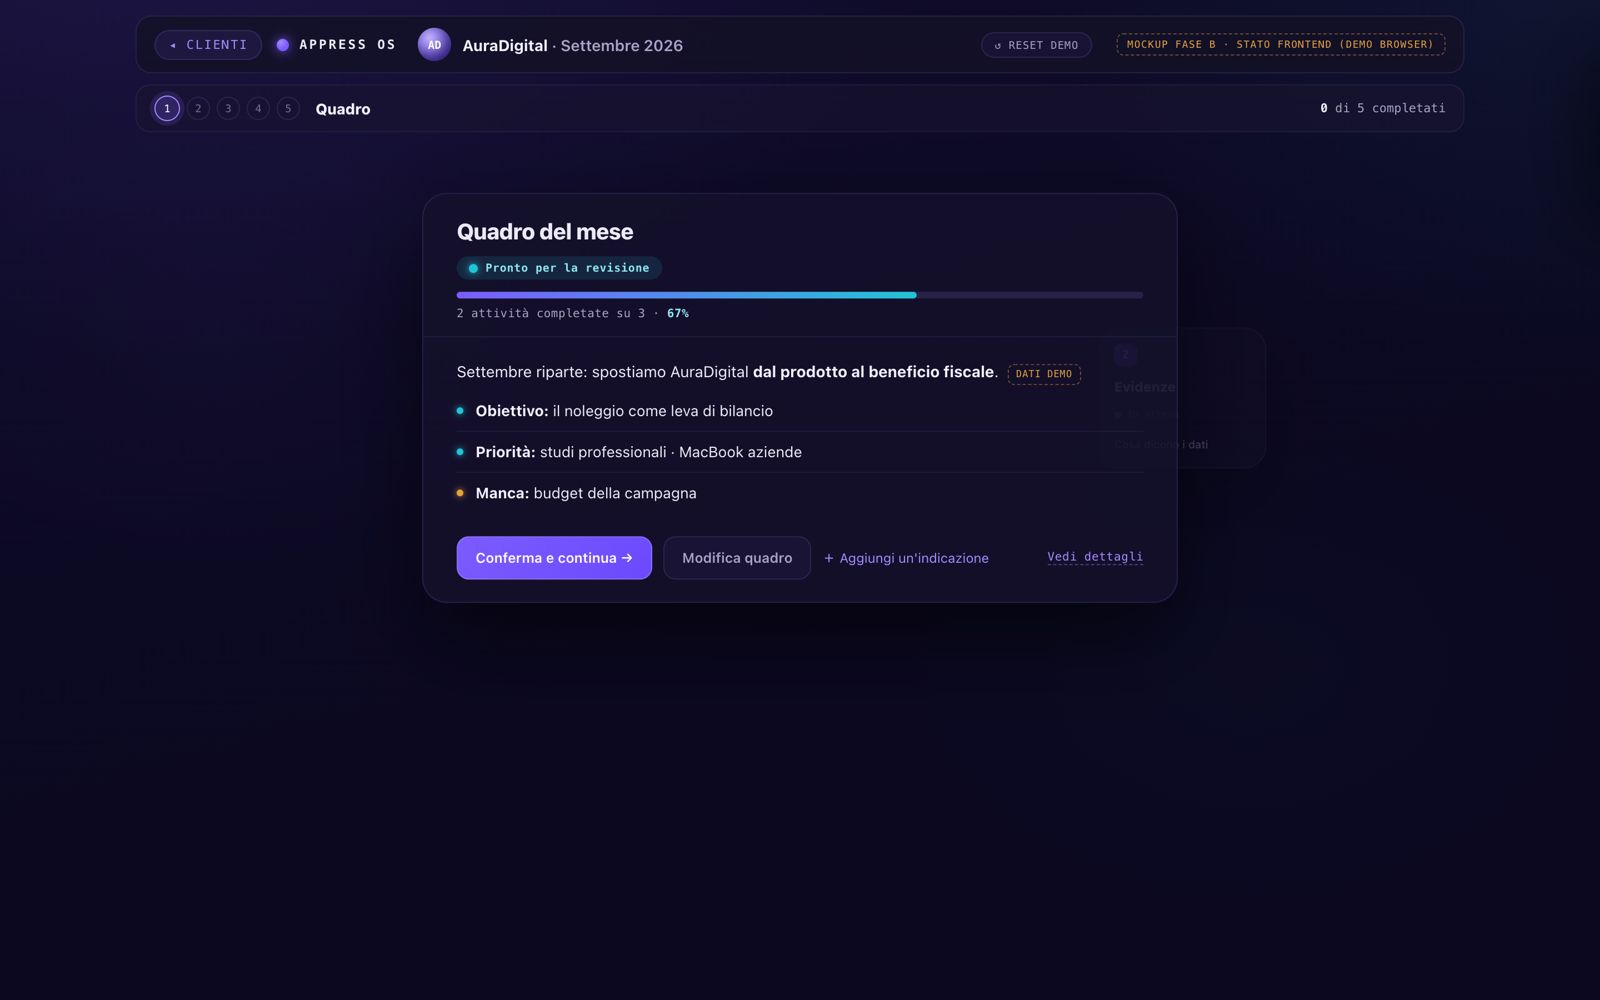 ◂ CLIENTI
APPRESS OS
AD
AuraDigital · Settembre 2026
↺ RESET DEMO
MOCKUP FASE B · STATO FRONTEND (DEMO BROWSER)
1 2 3 4 5
Quadro
0 di 5 completati
Quadro del mese
Pronto per la revisione
2 attività completate su 3 · 67%
Settembre riparte: spostiamo AuraDigital dal prodotto al beneficio fiscale.
DATI DEMO
Obiettivo: il noleggio come leva di bilancio
Priorità: studi professionali · MacBook aziende
Manca: budget della campagna
Conferma e continua →
Modifica quadro
+ Aggiungi un'indicazione
Vedi dettagli
2
Evidenze
Cosa dicono i dati